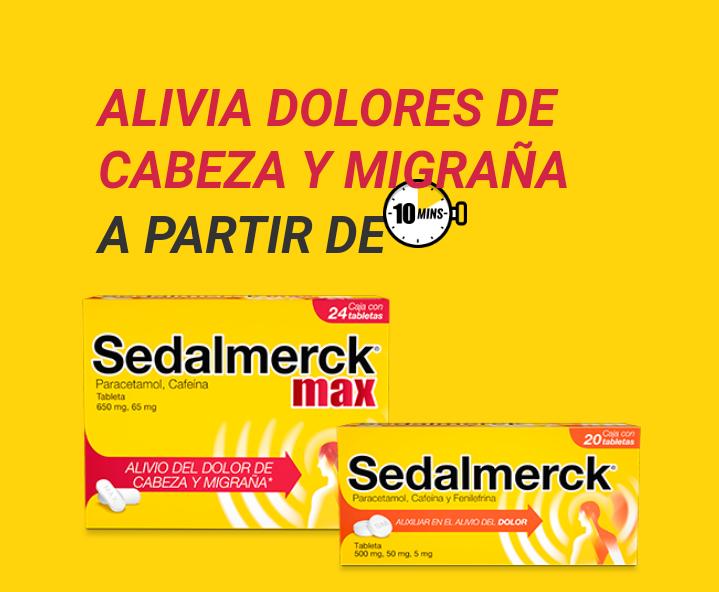 ALIVIA DOLORES DE
CABEZA Y MIGRAÑA
A PARTIR DE
10 MINS
24 Caja con
tabletas
Sedalmerck®
max
Paracetamol, Cafeína
Tableta
650 mg, 65 mg
ALIVIO DEL DOLOR DE
CABEZA Y MIGRAÑA*
MAX
20 Caja con
tabletas
Sedalmerck®
Paracetamol, Cafeína y Fenilefrina
AUXILIAR EN EL ALIVIO DEL DOLOR
SM
Tableta
500 mg, 50 mg, 5 mg